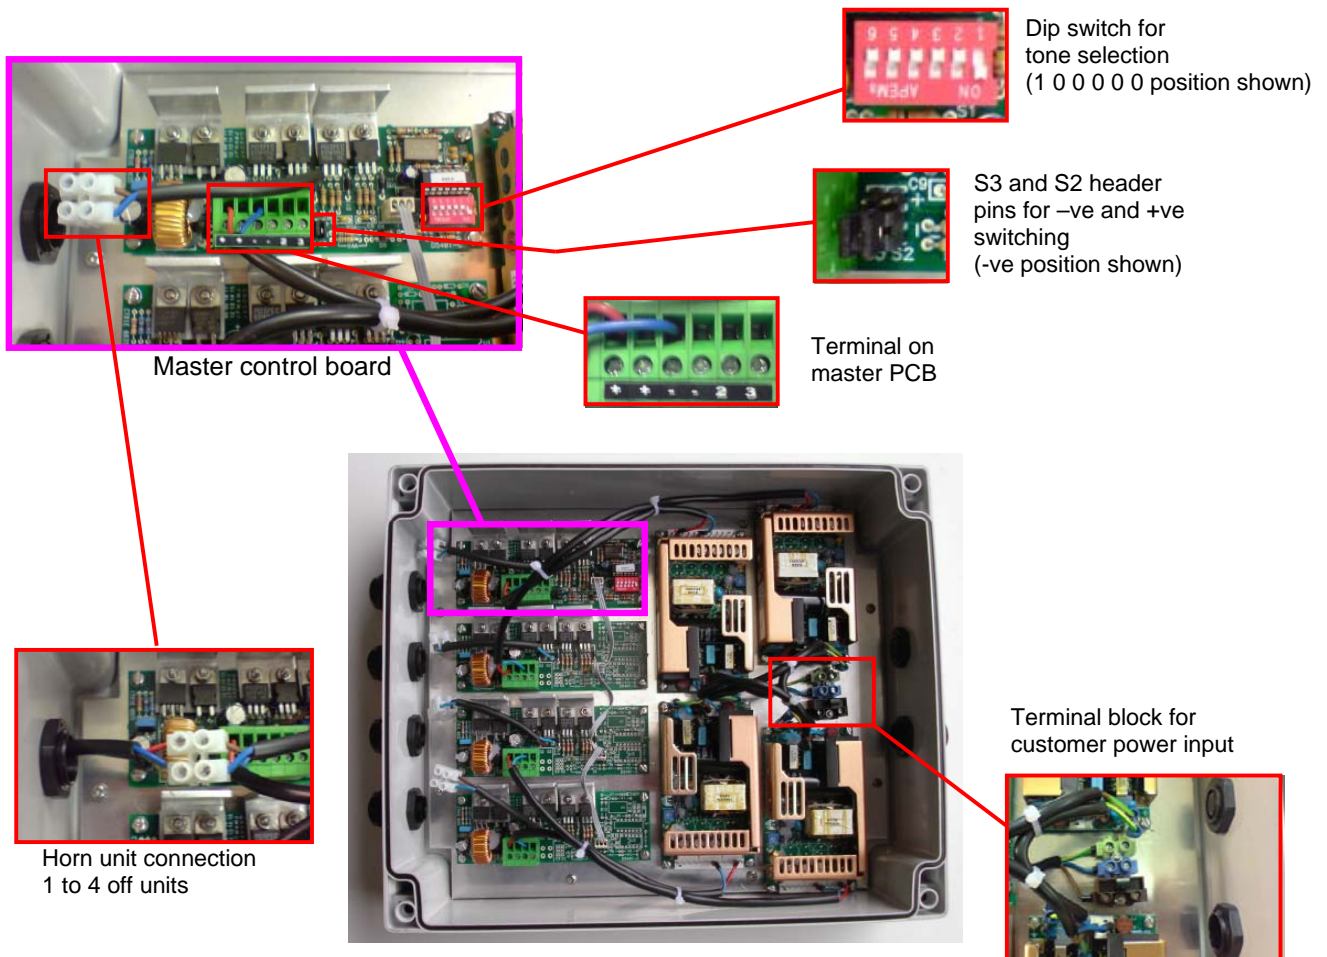 Dip switch for
tone selection
(1 0 0 0 0 0 position shown)
6 5 4 3 2 1
APEMs ON
S1
S3 and S2 header
pins for –ve and +ve
switching
(-ve position shown)
C9
+
S2
Master control board
Terminal on
master PCB
+ + - - 2 3
Horn unit connection
1 to 4 off units
Terminal block for
customer power input